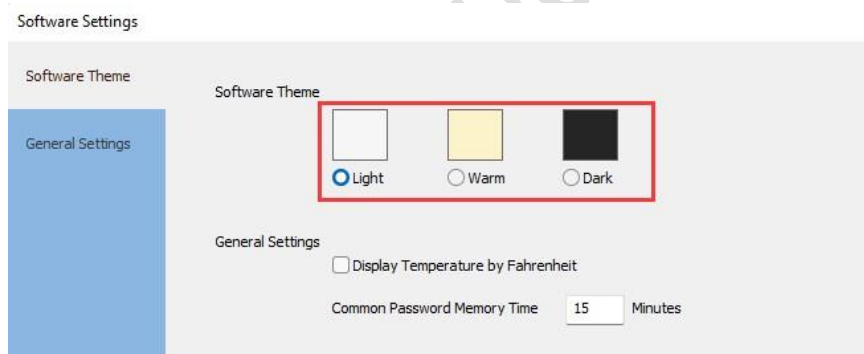 Software Settings
Software Theme
General Settings
Software Theme
Light Warm Dark
General Settings
Display Temperature by Fahrenheit
Common Password Memory Time 15 Minutes